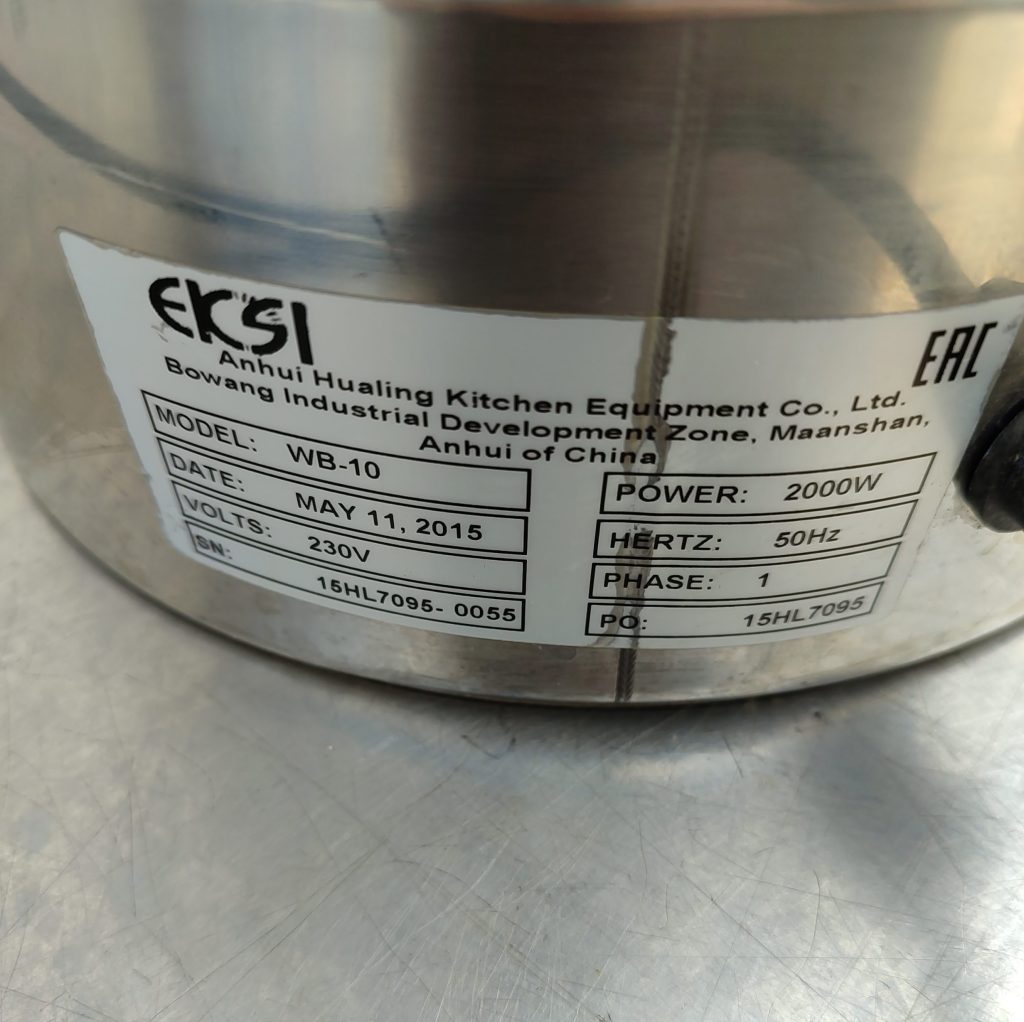 EKSI
EAC
Anhui Hualing Kitchen Equipment Co., Ltd.
Bowang Industrial Development Zone, Maanshan,
Anhui of China
MODEL: WB-10
DATE: MAY 11, 2015
VOLTS: 230V
SN: 15HL7095- 0055
POWER: 2000W
HERTZ: 50Hz
PHASE: 1
PO: 15HL7095